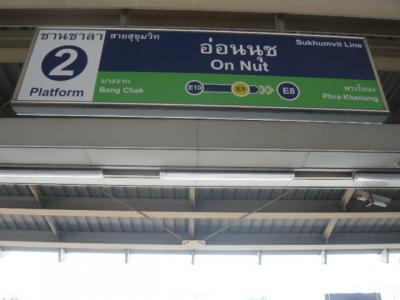 ชานชาลา
2
Platform
สายสุขุมวิท
อ่อนนุช
On Nut
Sukhumvit Line
บางจาก
Bang Chak
E10
E9
E8
พระโขนง
Phra Khanong